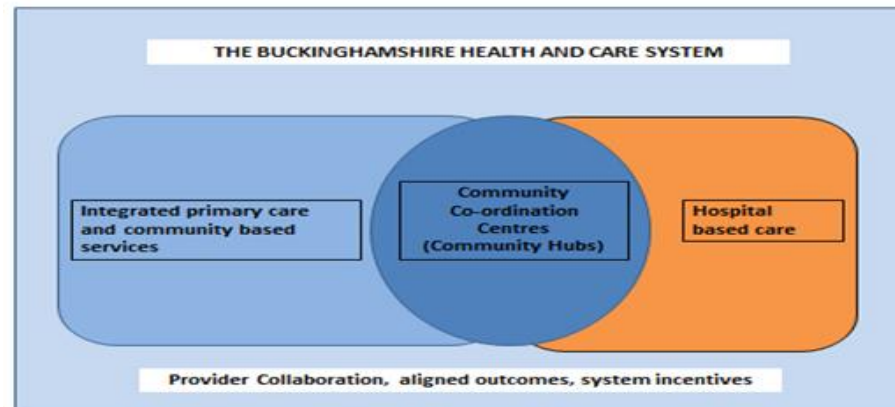 THE BUCKINGHAMSHIRE HEALTH AND CARE SYSTEM
Integrated primary care
and community based
services
Community
Co-ordination
Centres
(Community Hubs)
Hospital
based care
Provider Collaboration, aligned outcomes, system incentives